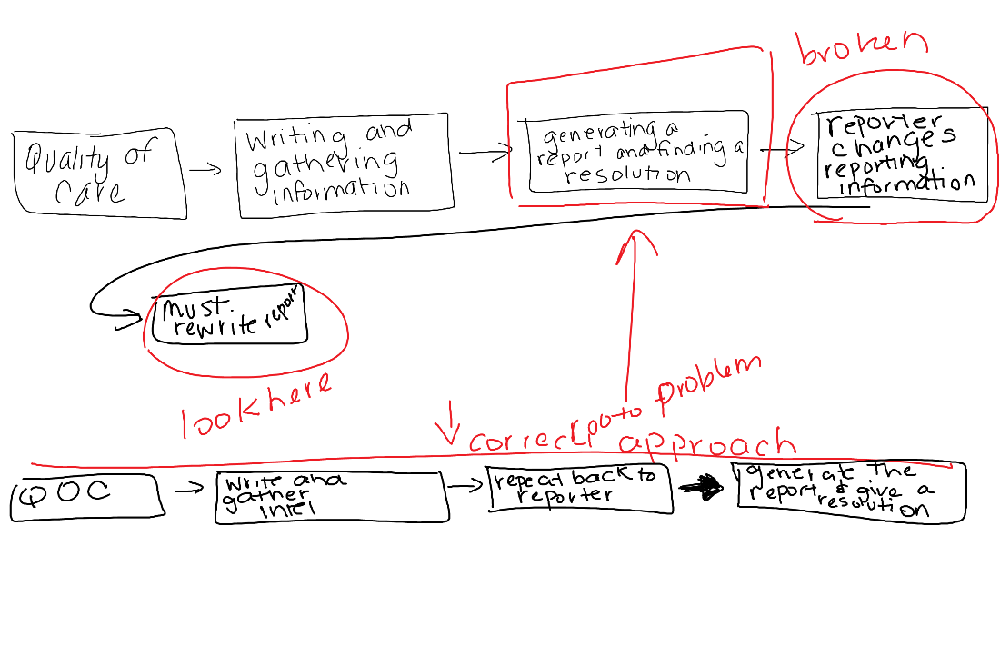 broken
Quality of
Care
Writing and
gathering
information
generating a
report and finding a
resolution
reporter
changes
reporting
information
must
rewrite report
look here
problem
correct approach
QOC
write and
gather
intel
repeat back to
reporter
generate the
report & give a
resolution